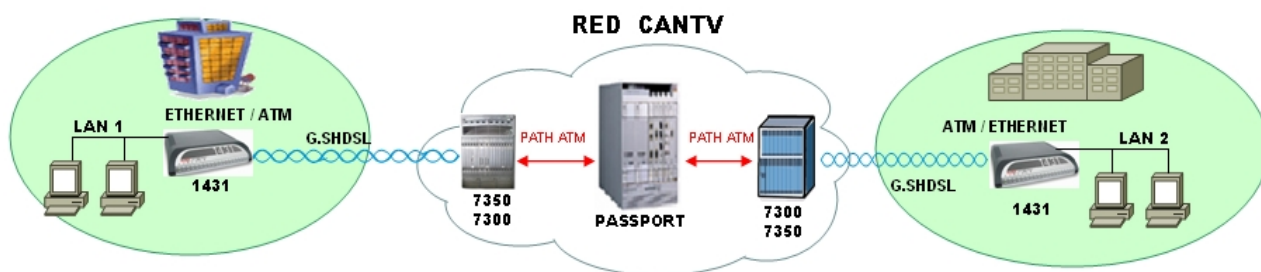 RED CANTV
ETHERNET / ATM
LAN 1
1431
G.SHDSL
PATH ATM
PATH ATM
7350
7300
PASSPORT
7300
7350
ATM / ETHERNET
LAN 2
G.SHDSL
1431